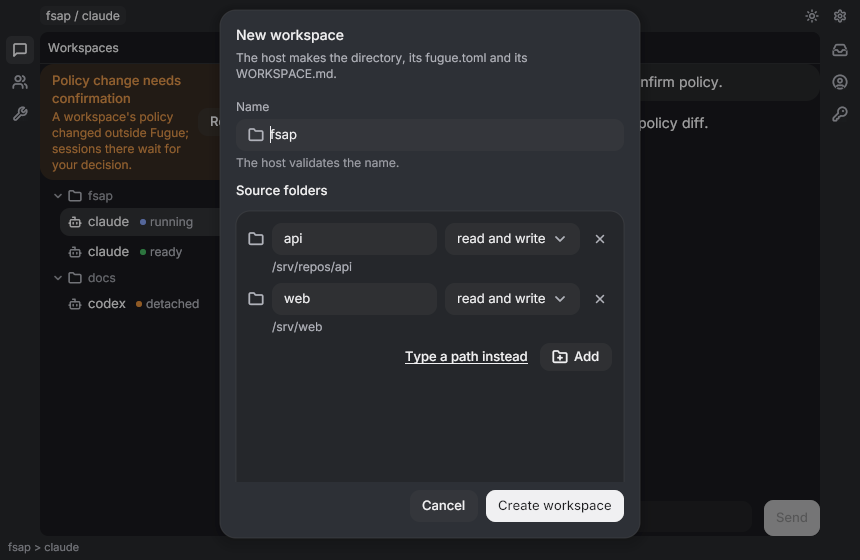 fsap / claude
Workspaces
Policy change needs
confirmation
A workspace's policy
changed outside Fugue;
sessions there wait for
your decision.
fsap
claude
running
claude
ready
docs
codex
detached
New workspace
The host makes the directory, its fugue.toml and its
WORKSPACE.md.
Name
fsap
The host validates the name.
Source folders
api
read and write
/srv/repos/api
web
read and write
/srv/web
Type a path instead
Add
Cancel
Create workspace
policy.
policy diff.
Send
fsap > claude